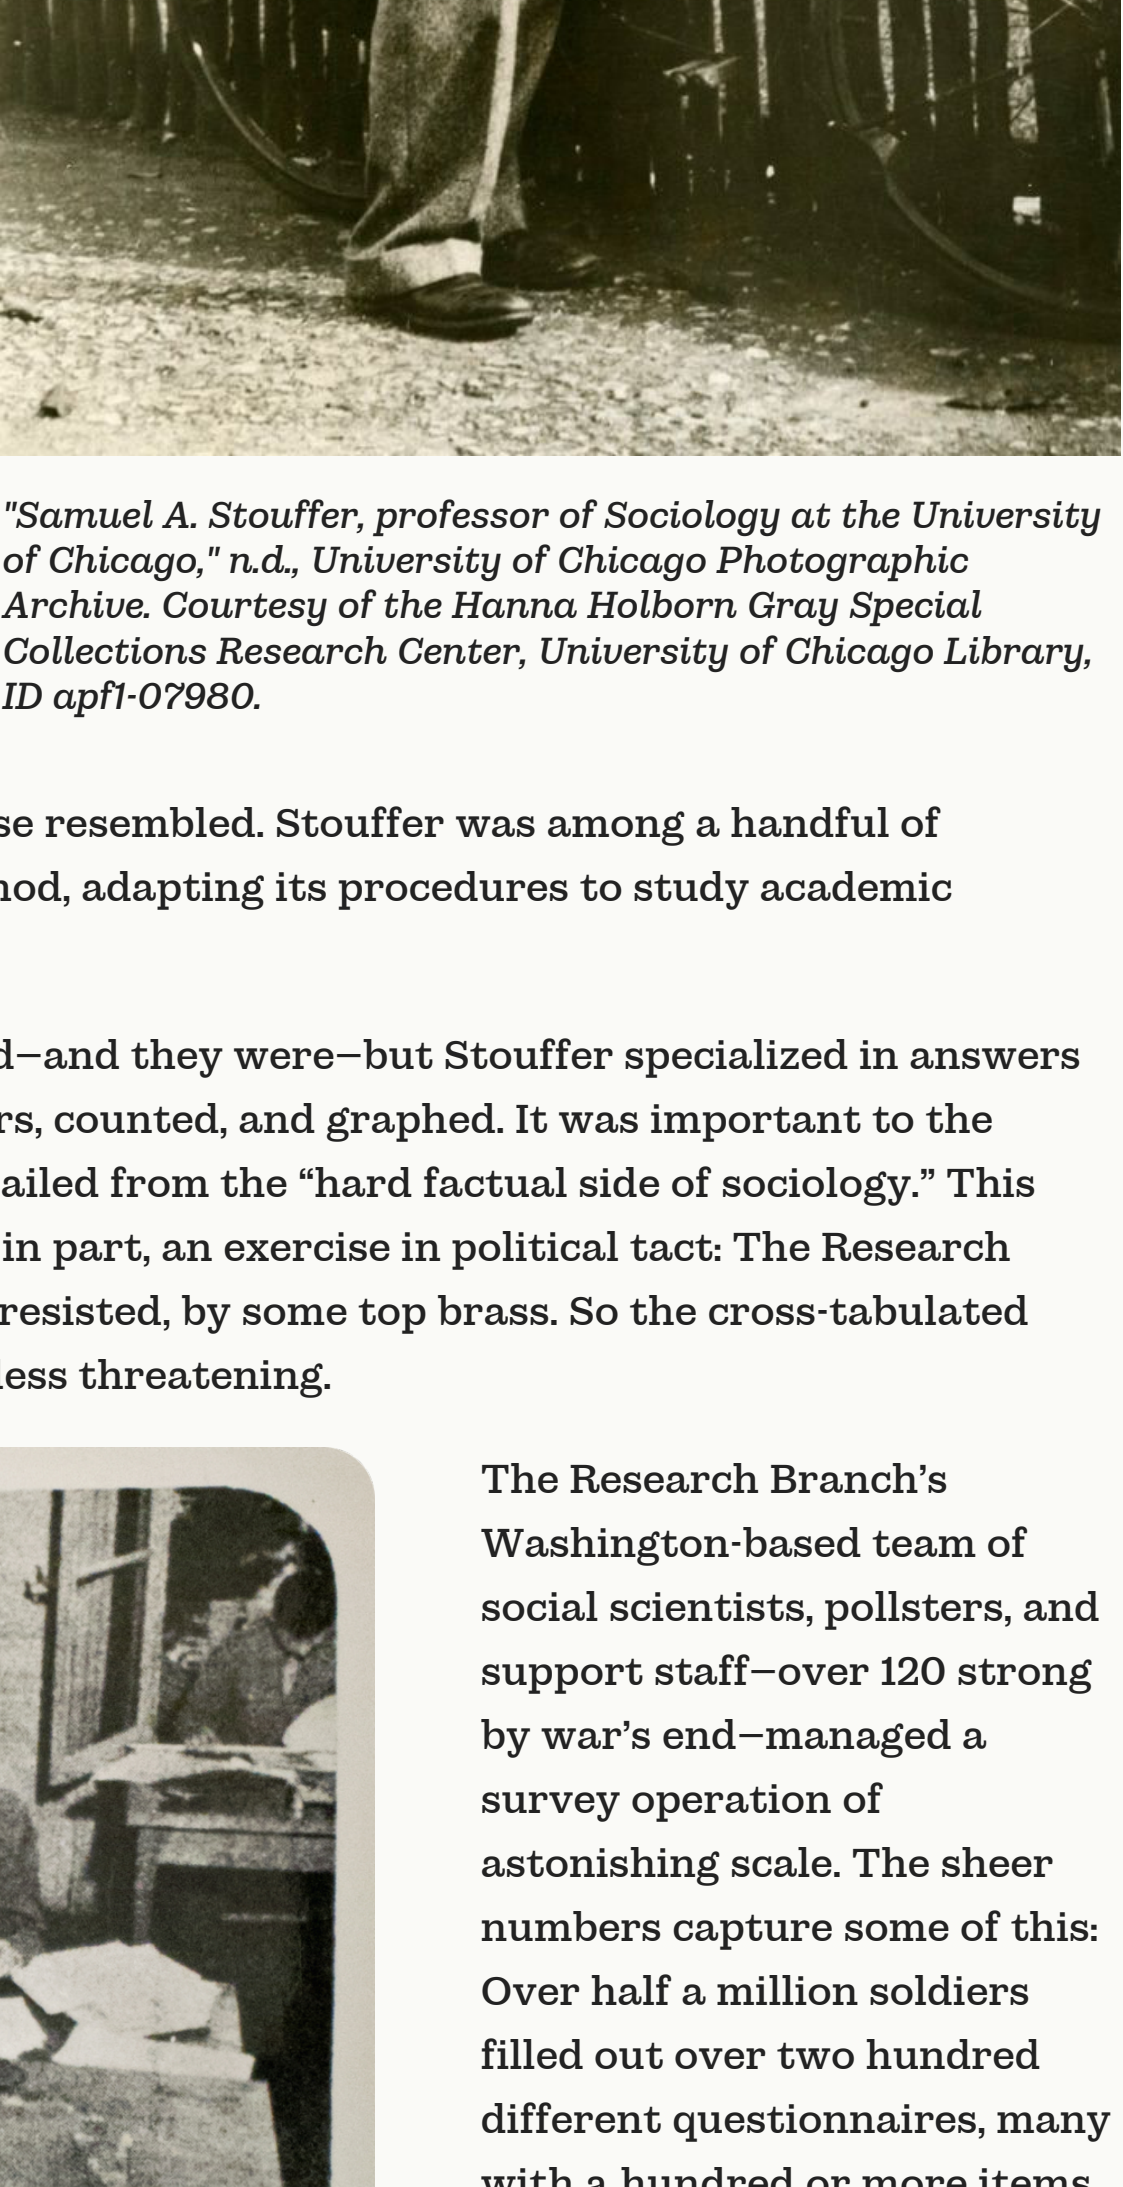 "Samuel A. Stouffer, professor of Sociology at the University
of Chicago," n.d., University of Chicago Photographic
Archive. Courtesy of the Hanna Holborn Gray Special
Collections Research Center, University of Chicago Library,
ID apf1-07980.
se resembled. Stouffer was among a handful of
nod, adapting its procedures to study academic
d—and they were—but Stouffer specialized in answers
rs, counted, and graphed. It was important to the
ailed from the “hard factual side of sociology.” This
in part, an exercise in political tact: The Research
resisted, by some top brass. So the cross-tabulated
less threatening.
The Research Branch’s
Washington-based team of
social scientists, pollsters, and
support staff—over 120 strong
by war’s end—managed a
survey operation of
astonishing scale. The sheer
numbers capture some of this:
Over half a million soldiers
filled out over two hundred
different questionnaires, many
with a hundred or more items